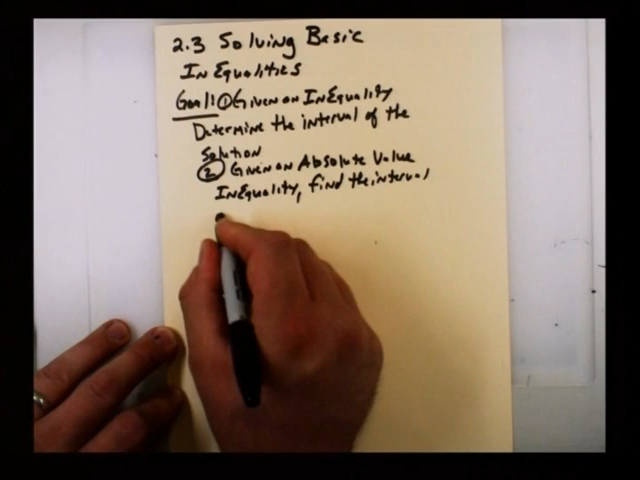 2.3 Solving Basic
InEqualities
Goal: ① Given an InEquality
Determine the interval of the
Solution
② Given an Absolute Value
InEquality, find the interval